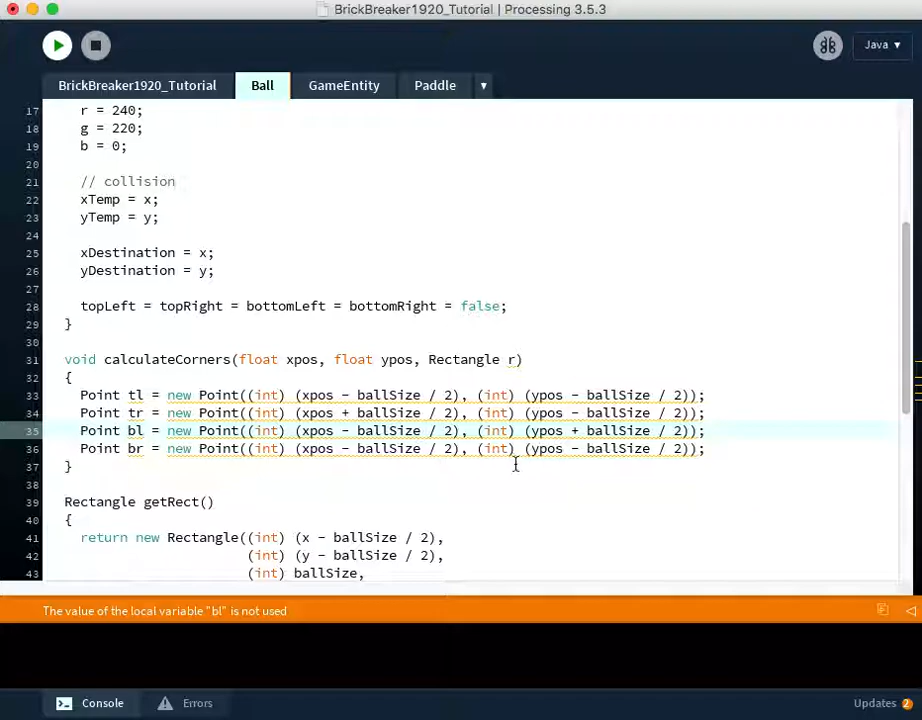 BrickBreaker1920_Tutorial | Processing 3.5.3
Java ▾
BrickBreaker1920_Tutorial Ball GameEntity Paddle ▾
17 r = 240;
18 g = 220;
19 b = 0;
20
21 // collision
22 xTemp = x;
23 yTemp = y;
24
25 xDestination = x;
26 yDestination = y;
27
28 topLeft = topRight = bottomLeft = bottomRight = false;
29 }
30
31 void calculateCorners(float xpos, float ypos, Rectangle r)
32 {
33 Point tl = new Point((int) (xpos - ballSize / 2), (int) (ypos - ballSize / 2));
34 Point tr = new Point((int) (xpos + ballSize / 2), (int) (ypos - ballSize / 2));
35 Point bl = new Point((int) (xpos - ballSize / 2), (int) (ypos + ballSize / 2));
36 Point br = new Point((int) (xpos - ballSize / 2), (int) (ypos - ballSize / 2));
37 }
38
39 Rectangle getRect()
40 {
41 return new Rectangle((int) (x - ballSize / 2),
42 (int) (y - ballSize / 2),
43 (int) ballSize,
The value of the local variable "bl" is not used
Console Errors Updates 2